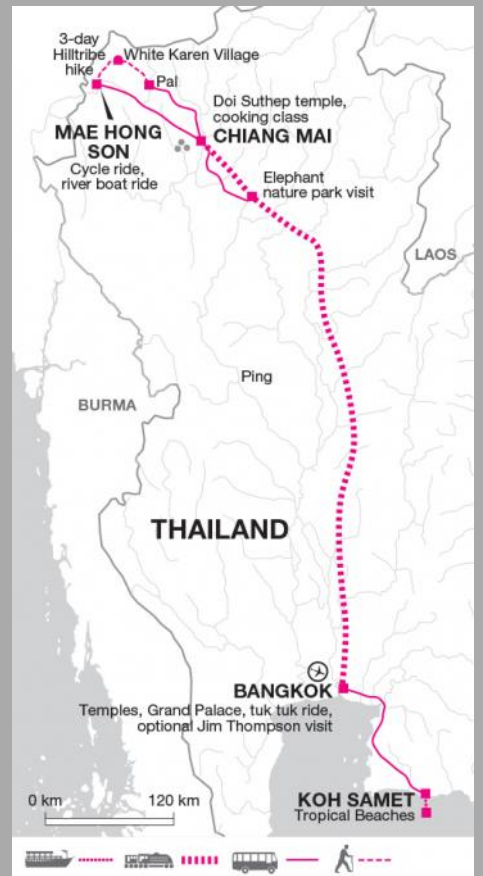 3-day
Hilltribe
hike
White Karen Village
Pal
MAE HONG
SON
Cycle ride,
river boat ride
Doi Suthep temple,
cooking class
CHIANG MAI
Elephant
nature park visit
LAOS
Ping
BURMA
THAILAND
BANGKOK
Temples, Grand Palace, tuk tuk ride,
optional Jim Thompson visit
0 km 120 km
KOH SAMET
Tropical Beaches